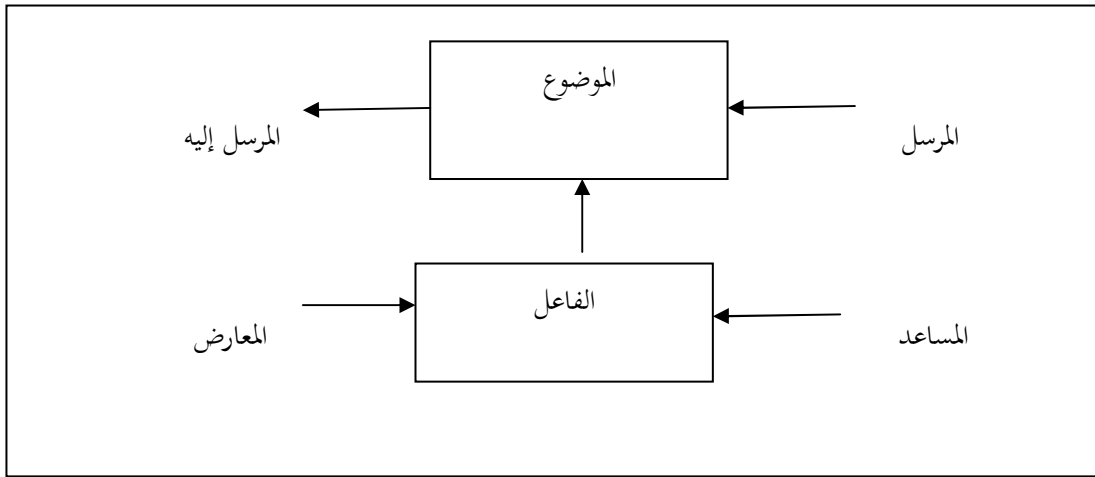 الموضوع
المرسل
المرسل إليه
الفاعل
المساعد
المعارض